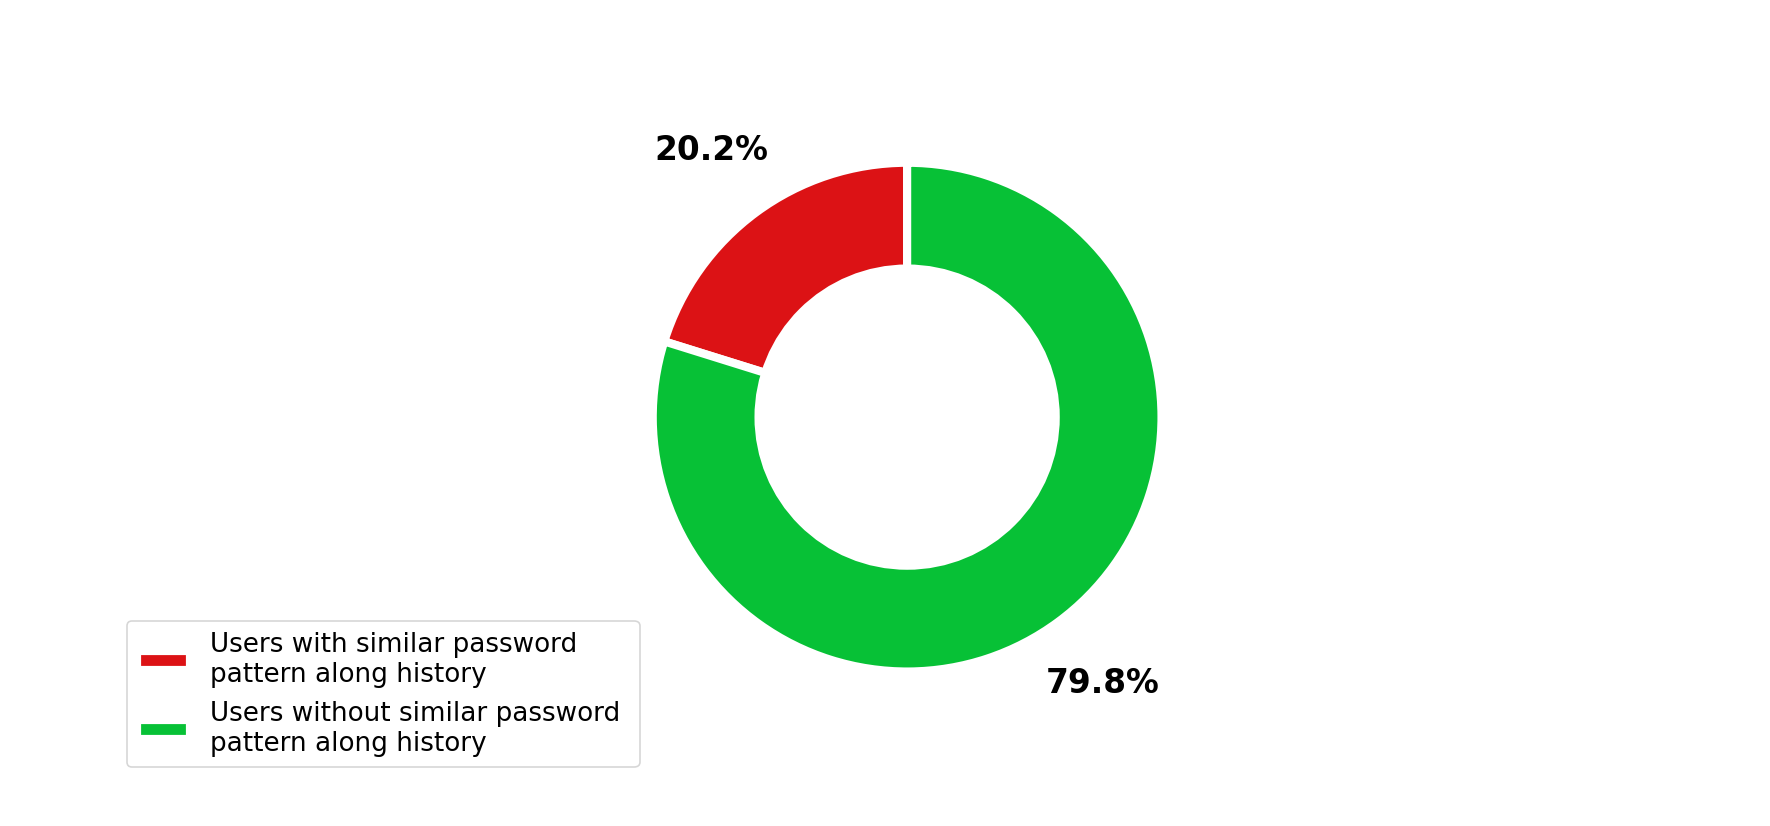 20.2%
79.8%
Users with similar password
pattern along history
Users without similar password
pattern along history